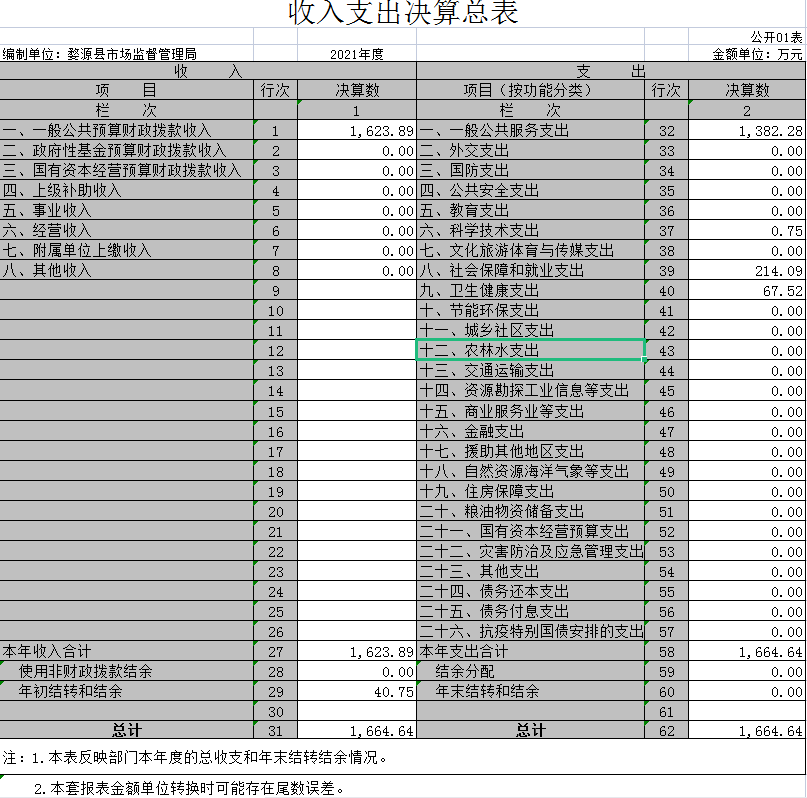 收入支出决算总表
公开01表
编制单位：婺源县市场监督管理局 2021年度 金额单位：万元
收 入 支 出
项 目 行次 决算数 项目（按功能分类） 行次 决算数
栏 次 1 栏 次 2
一、一般公共预算财政拨款收入 1 1,623.89 一、一般公共服务支出 32 1,382.28
二、政府性基金预算财政拨款收入 2 0.00 二、外交支出 33 0.00
三、国有资本经营预算财政拨款收入 3 0.00 三、国防支出 34 0.00
四、上级补助收入 4 0.00 四、公共安全支出 35 0.00
五、事业收入 5 0.00 五、教育支出 36 0.00
六、经营收入 6 0.00 六、科学技术支出 37 0.75
七、附属单位上缴收入 7 0.00 七、文化旅游体育与传媒支出 38 0.00
八、其他收入 8 0.00 八、社会保障和就业支出 39 214.09
9 九、卫生健康支出 40 67.52
10 十、节能环保支出 41 0.00
11 十一、城乡社区支出 42 0.00
12 十二、农林水支出 43 0.00
13 十三、交通运输支出 44 0.00
14 十四、资源勘探工业信息等支出 45 0.00
15 十五、商业服务业等支出 46 0.00
16 十六、金融支出 47 0.00
17 十七、援助其他地区支出 48 0.00
18 十八、自然资源海洋气象等支出 49 0.00
19 十九、住房保障支出 50 0.00
20 二十、粮油物资储备支出 51 0.00
21 二十一、国有资本经营预算支出 52 0.00
22 二十二、灾害防治及应急管理支出 53 0.00
23 二十三、其他支出 54 0.00
24 二十四、债务还本支出 55 0.00
25 二十五、债务付息支出 56 0.00
26 二十六、抗疫特别国债安排的支出 57 0.00
本年收入合计 27 1,623.89 本年支出合计 58 1,664.64
使用非财政拨款结余 28 0.00 结余分配 59 0.00
年初结转和结余 29 40.75 年末结转和结余 60 0.00
30 61
总计 31 1,664.64 总计 62 1,664.64
注：1.本表反映部门本年度的总收支和年末结转结余情况。
2.本套报表金额单位转换时可能存在尾数误差。